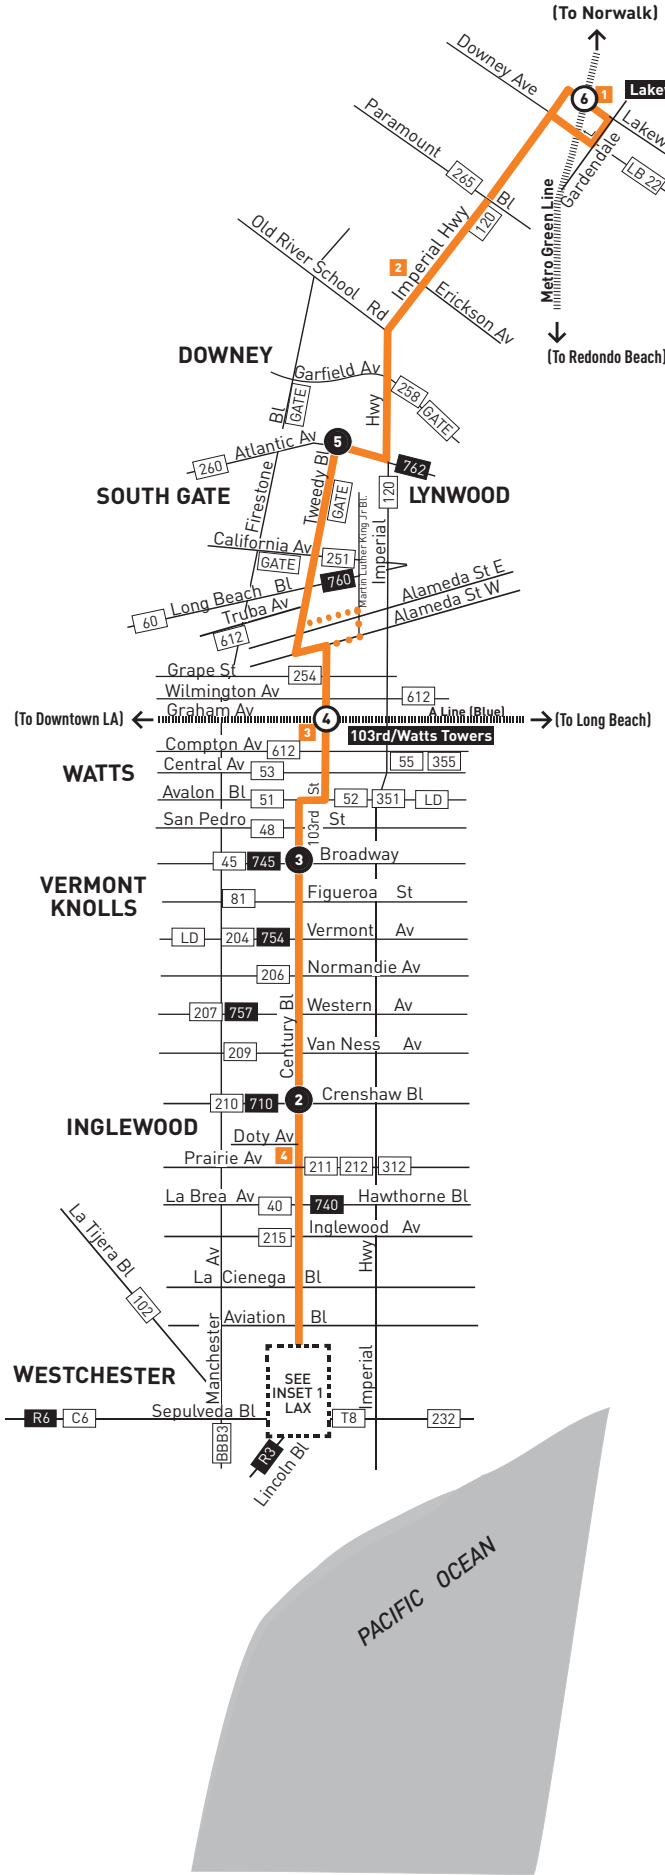 (To Norwalk)
Downey Ave
6
1
Lakew
Paramount Bl
Gardendale
LB 22
265
120
Metro Green Line
Old River School Rd
Imperial Hwy
2
Erickson Av
(To Redondo Beach)
DOWNEY
Garfield Av
258
GATE
GATE
Hwy
Bl
Atlantic Av
5
260
762
SOUTH GATE
LYNWOOD
Firestone
Tweedy Bl
GATE
120
Imperial
Martin Luther King Jr Bl.
California Av
251
GATE
760
Long Beach Bl
60
Truba Av
612
Alameda St E
Alameda St W
Grape St
254
Wilmington Av
612
Graham Av
A Line (Blue)
(To Downtown LA)
4
(To Long Beach)
3
103rd/Watts Towers
Compton Av
612
55
355
WATTS
Central Av
53
Avalon Bl
51
52
351
LD
103rd St
San Pedro St
48
45
745
3
Broadway
VERMONT
KNOLLS
81
Figueroa St
LD
204
754
Vermont Av
206
Normandie Av
207
757
Century Bl
Western Av
209
Van Ness Av
210
710
2
Crenshaw Bl
INGLEWOOD
Doty Av
4
Prairie Av
211
212
312
La Brea Av
40
740
Hawthorne Bl
215
Inglewood Av
La Tijera Bl
102
Manchester Av
Imperial Hwy
La Cienega Bl
Aviation Bl
WESTCHESTER
SEE
INSET 1
LAX
R6
C6
Sepulveda Bl
T8
232
BBB3
R3
Lincoln Bl
PACIFIC OCEAN